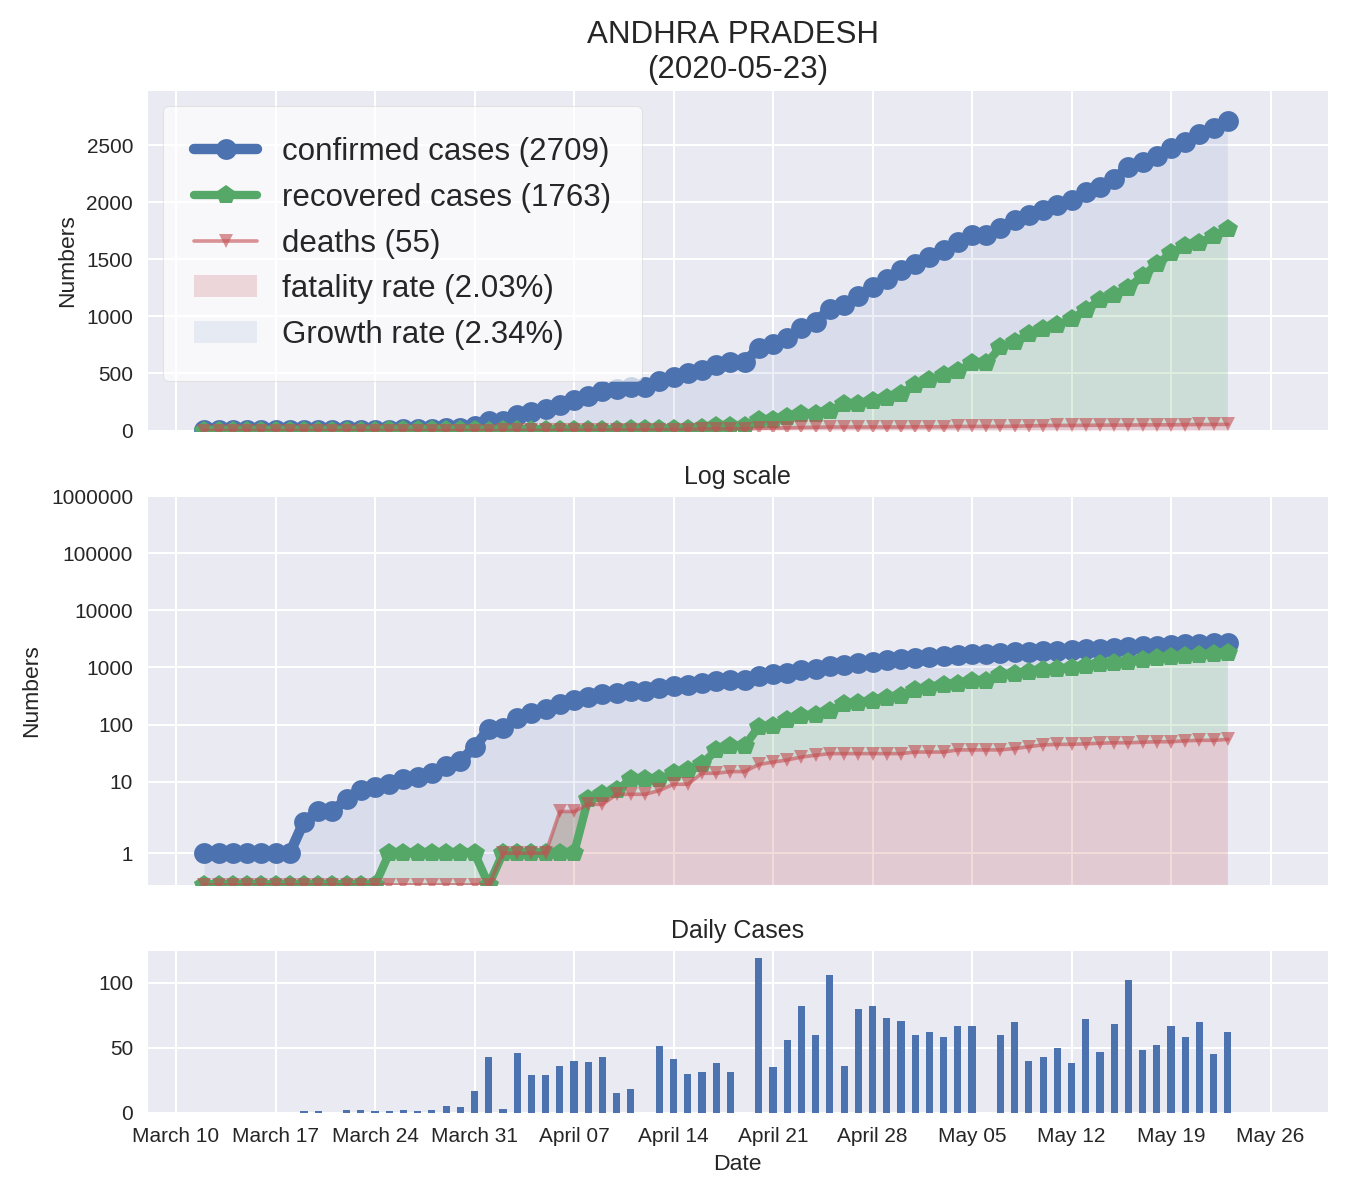 ANDHRA PRADESH
(2020-05-23)
confirmed cases (2709)
recovered cases (1763)
deaths (55)
fatality rate (2.03%)
Growth rate (2.34%)
Numbers
2500
2000
1500
1000
500
0
Log scale
Numbers
1000000
100000
10000
1000
100
10
1
Daily Cases
100
50
0
March 10 March 17 March 24 March 31 April 07 April 14 April 21 April 28 May 05 May 12 May 19 May 26
Date